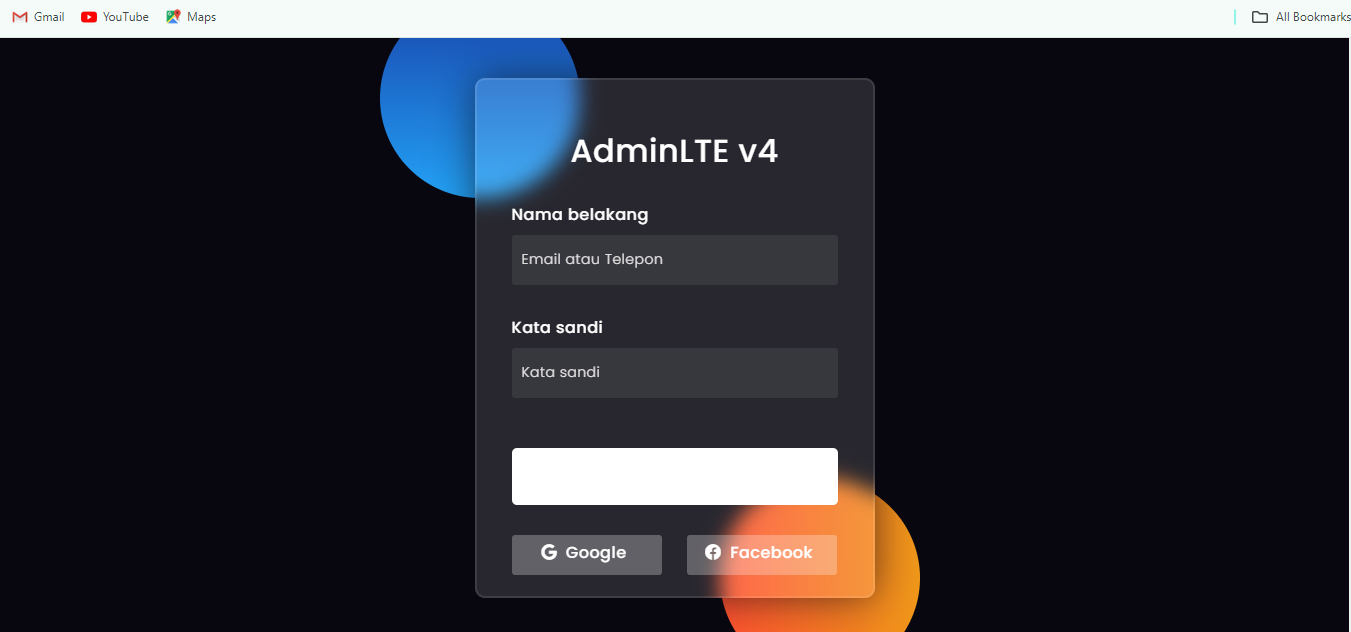 Gmail YouTube Maps All Bookmarks
AdminLTE v4
Nama belakang
Email atau Telepon
Kata sandi
Kata sandi
Google Facebook